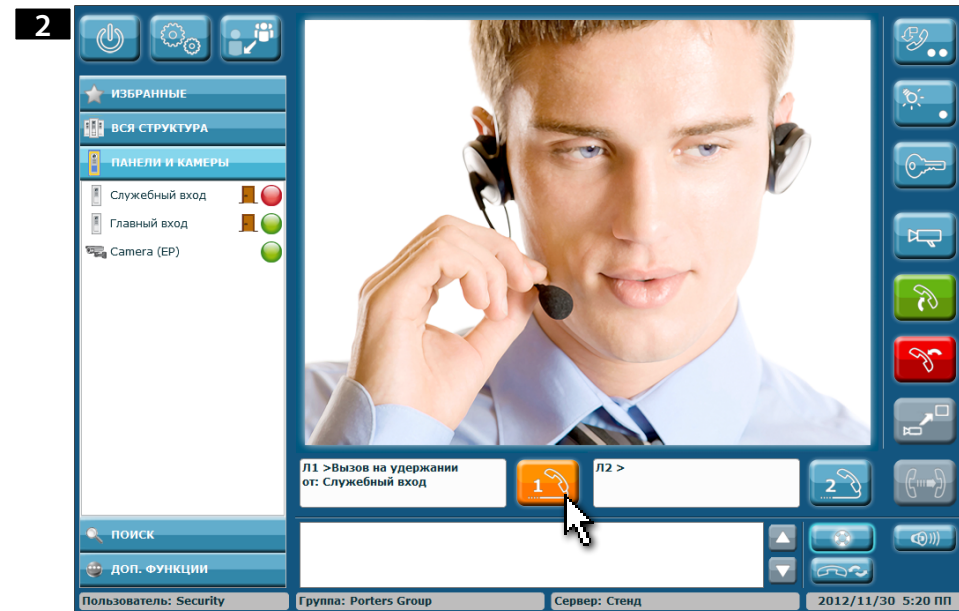 2
ИЗБРАННЫЕ
ВСЯ СТРУКТУРА
ПАНЕЛИ И КАМЕРЫ
Служебный вход
Главный вход
Camera (EP)
Л1 >Вызов на удержании
от: Служебный вход
1
Л2 >
2
ПОИСК
ДОП. ФУНКЦИИ
Пользователь: Security
Группа: Porters Group
Сервер: Стенд
2012/11/30 5:20 ПП